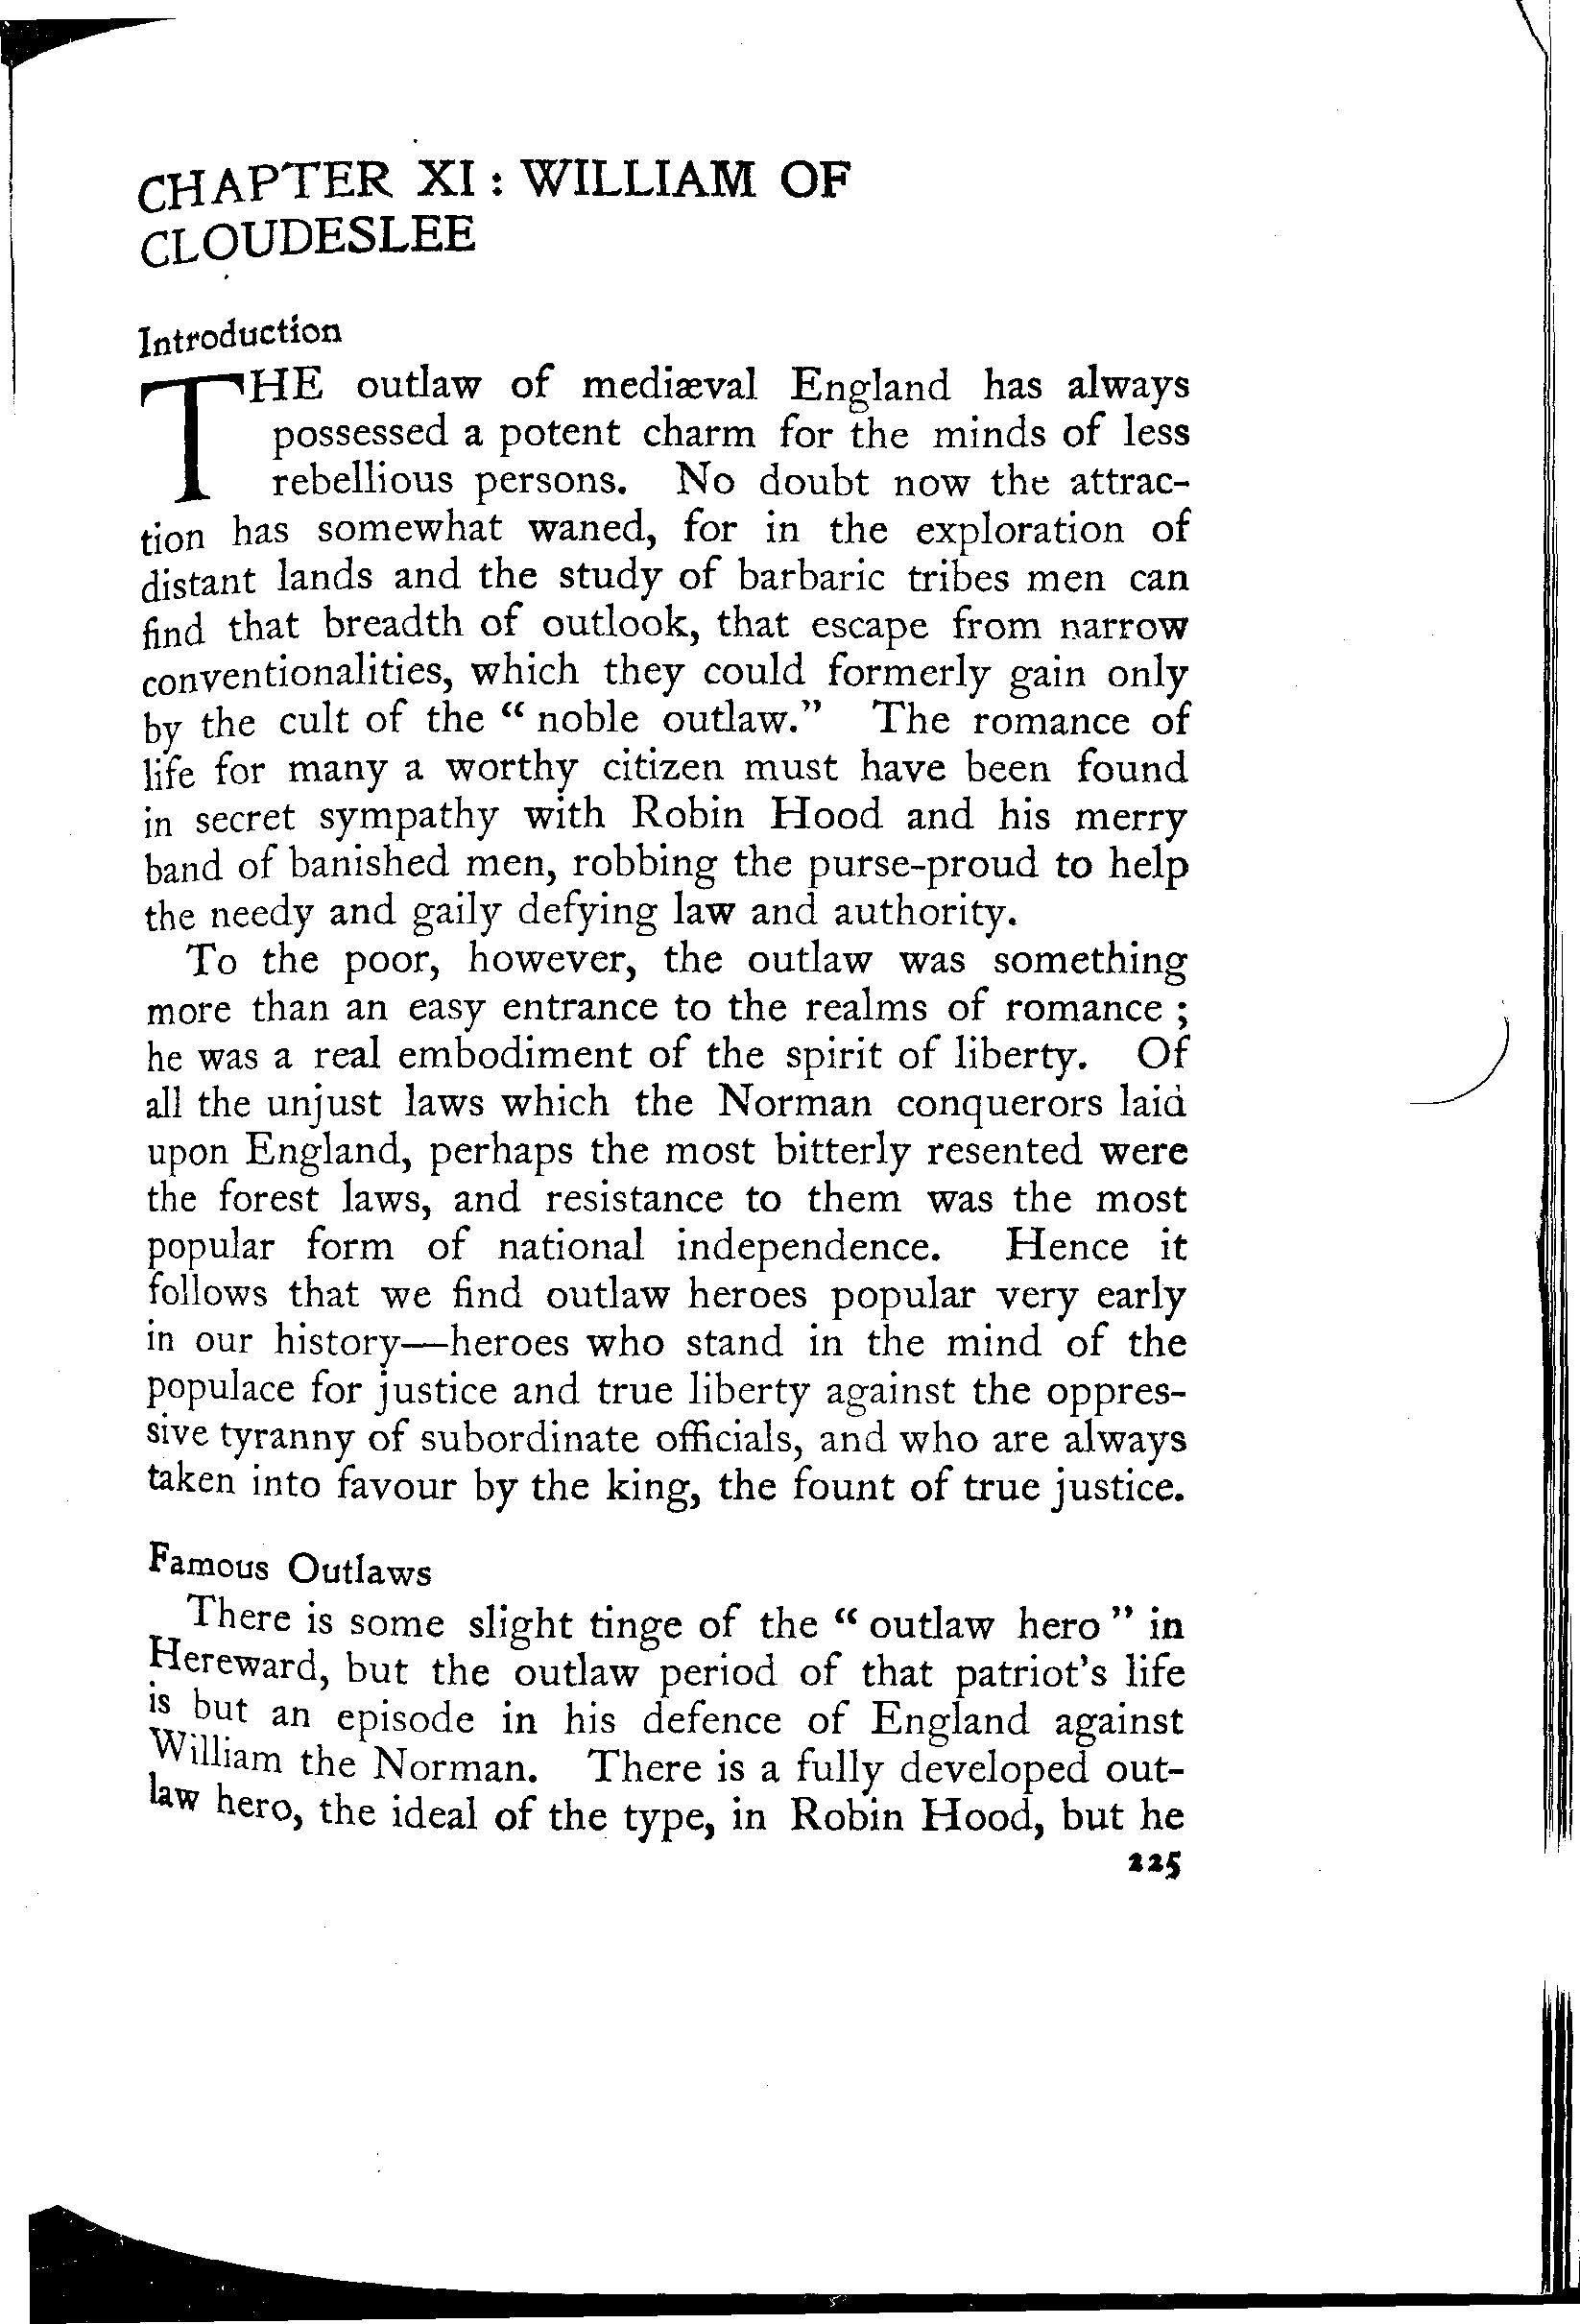 CHAPTER XI : WILLIAM OF
CLOUDESLEE
Introduction
THE outlaw of mediæval England has always
possessed a potent charm for the minds of less
rebellious persons. No doubt now the attrac-
tion has somewhat waned, for in the exploration of
distant lands and the study of barbaric tribes men can
find that breadth of outlook, that escape from narrow
conventionalities, which they could formerly gain only
by the cult of the “ noble outlaw.” The romance of
life for many a worthy citizen must have been found
in secret sympathy with Robin Hood and his merry
band of banished men, robbing the purse-proud to help
the needy and gaily defying law and authority.
To the poor, however, the outlaw was something
more than an easy entrance to the realms of romance ;
he was a real embodiment of the spirit of liberty. Of
all the unjust laws which the Norman conquerors laid
upon England, perhaps the most bitterly resented were
the forest laws, and resistance to them was the most
popular form of national independence. Hence it
follows that we find outlaw heroes popular very early
in our history—heroes who stand in the mind of the
populace for justice and true liberty against the oppres-
sive tyranny of subordinate officials, and who are always
taken into favour by the king, the fount of true justice.
Famous Outlaws
There is some slight tinge of the “ outlaw hero ” in
Hereward, but the outlaw period of that patriot's life
is but an episode in his defence of England against
William the Norman. There is a fully developed out-
law hero, the ideal of the type, in Robin Hood, but he
225